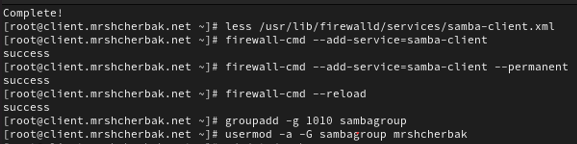 Complete!
[root@client.mrshcherbak.net ~]# less /usr/lib/firewalld/services/samba-client.xml
[root@client.mrshcherbak.net ~]# firewall-cmd --add-service=samba-client
success
[root@client.mrshcherbak.net ~]# firewall-cmd --add-service=samba-client --permanent
success
[root@client.mrshcherbak.net ~]# firewall-cmd --reload
success
[root@client.mrshcherbak.net ~]# groupadd -g 1010 sambagroup
[root@client.mrshcherbak.net ~]# usermod -a -G sambagroup mrshcherbak